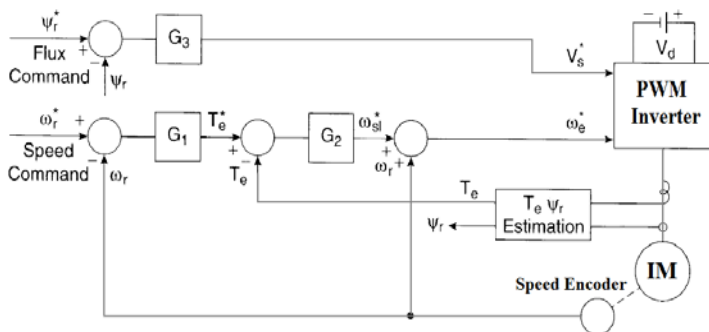 ψr*
Flux
Command
+
-
ψr
G3
Vs*
- +
Vd
PWM
Inverter
ωr*
Speed
Command
+
-
ωr
G1
Te*
+
-
Te
G2
ωsl*
+
ωr +
ωe*
Te
Te ψr
Estimation
ψr
IM
Speed Encoder